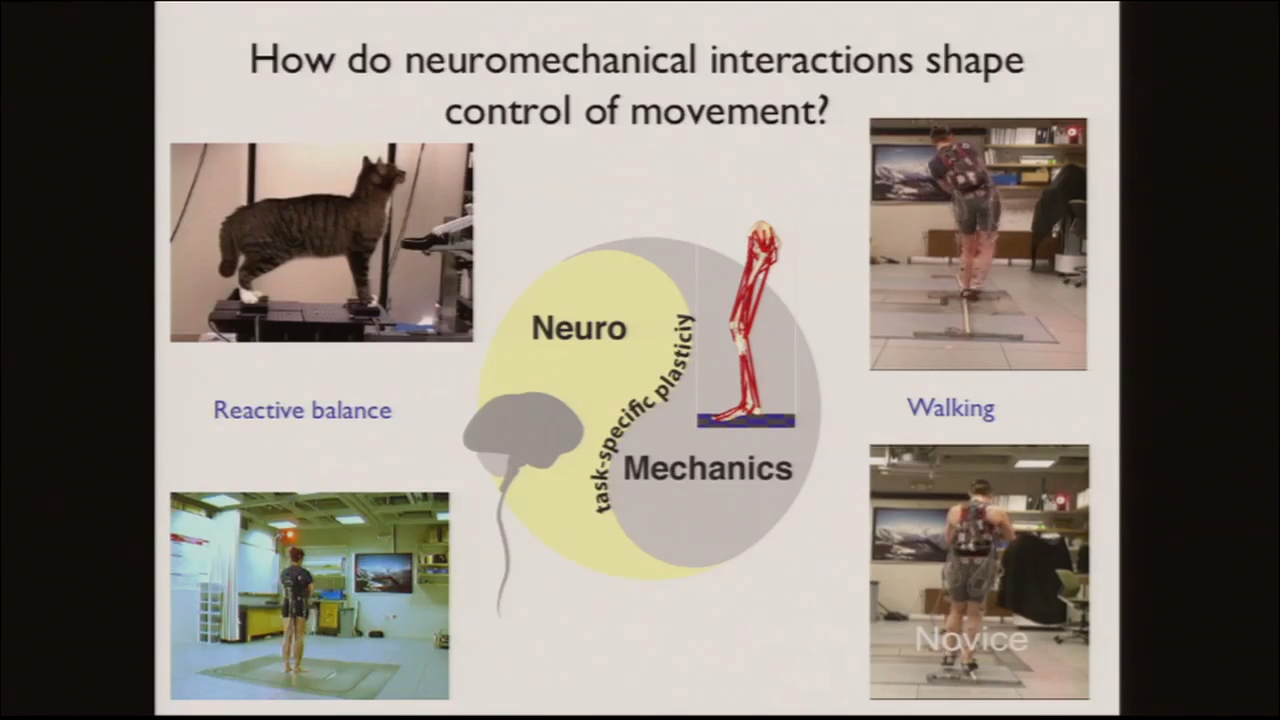 How do neuromechanical interactions shape
control of movement?
Neuro
task-specific plasticiy
Mechanics
Reactive balance
Walking
Novice